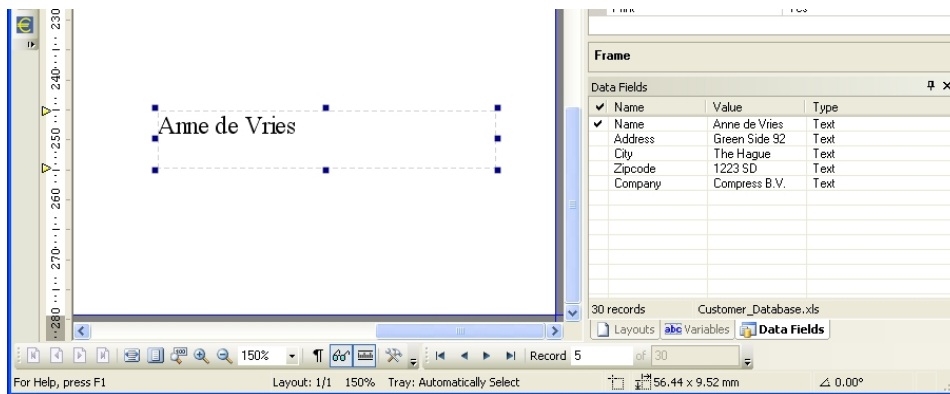 Print Yes
230
240
250
260
270
280
Anne de Vries
Frame
Data Fields
Name Value Type
Name Anne de Vries Text
Address Green Side 92 Text
City The Hague Text
Zipcode 1223 SD Text
Company Compress B.V. Text
30 records Customer_Database.xls
Layouts abc Variables Data Fields
150% Record 5 of 30
For Help, press F1 Layout: 1/1 150% Tray: Automatically Select 56.44 x 9.52 mm 0.00°